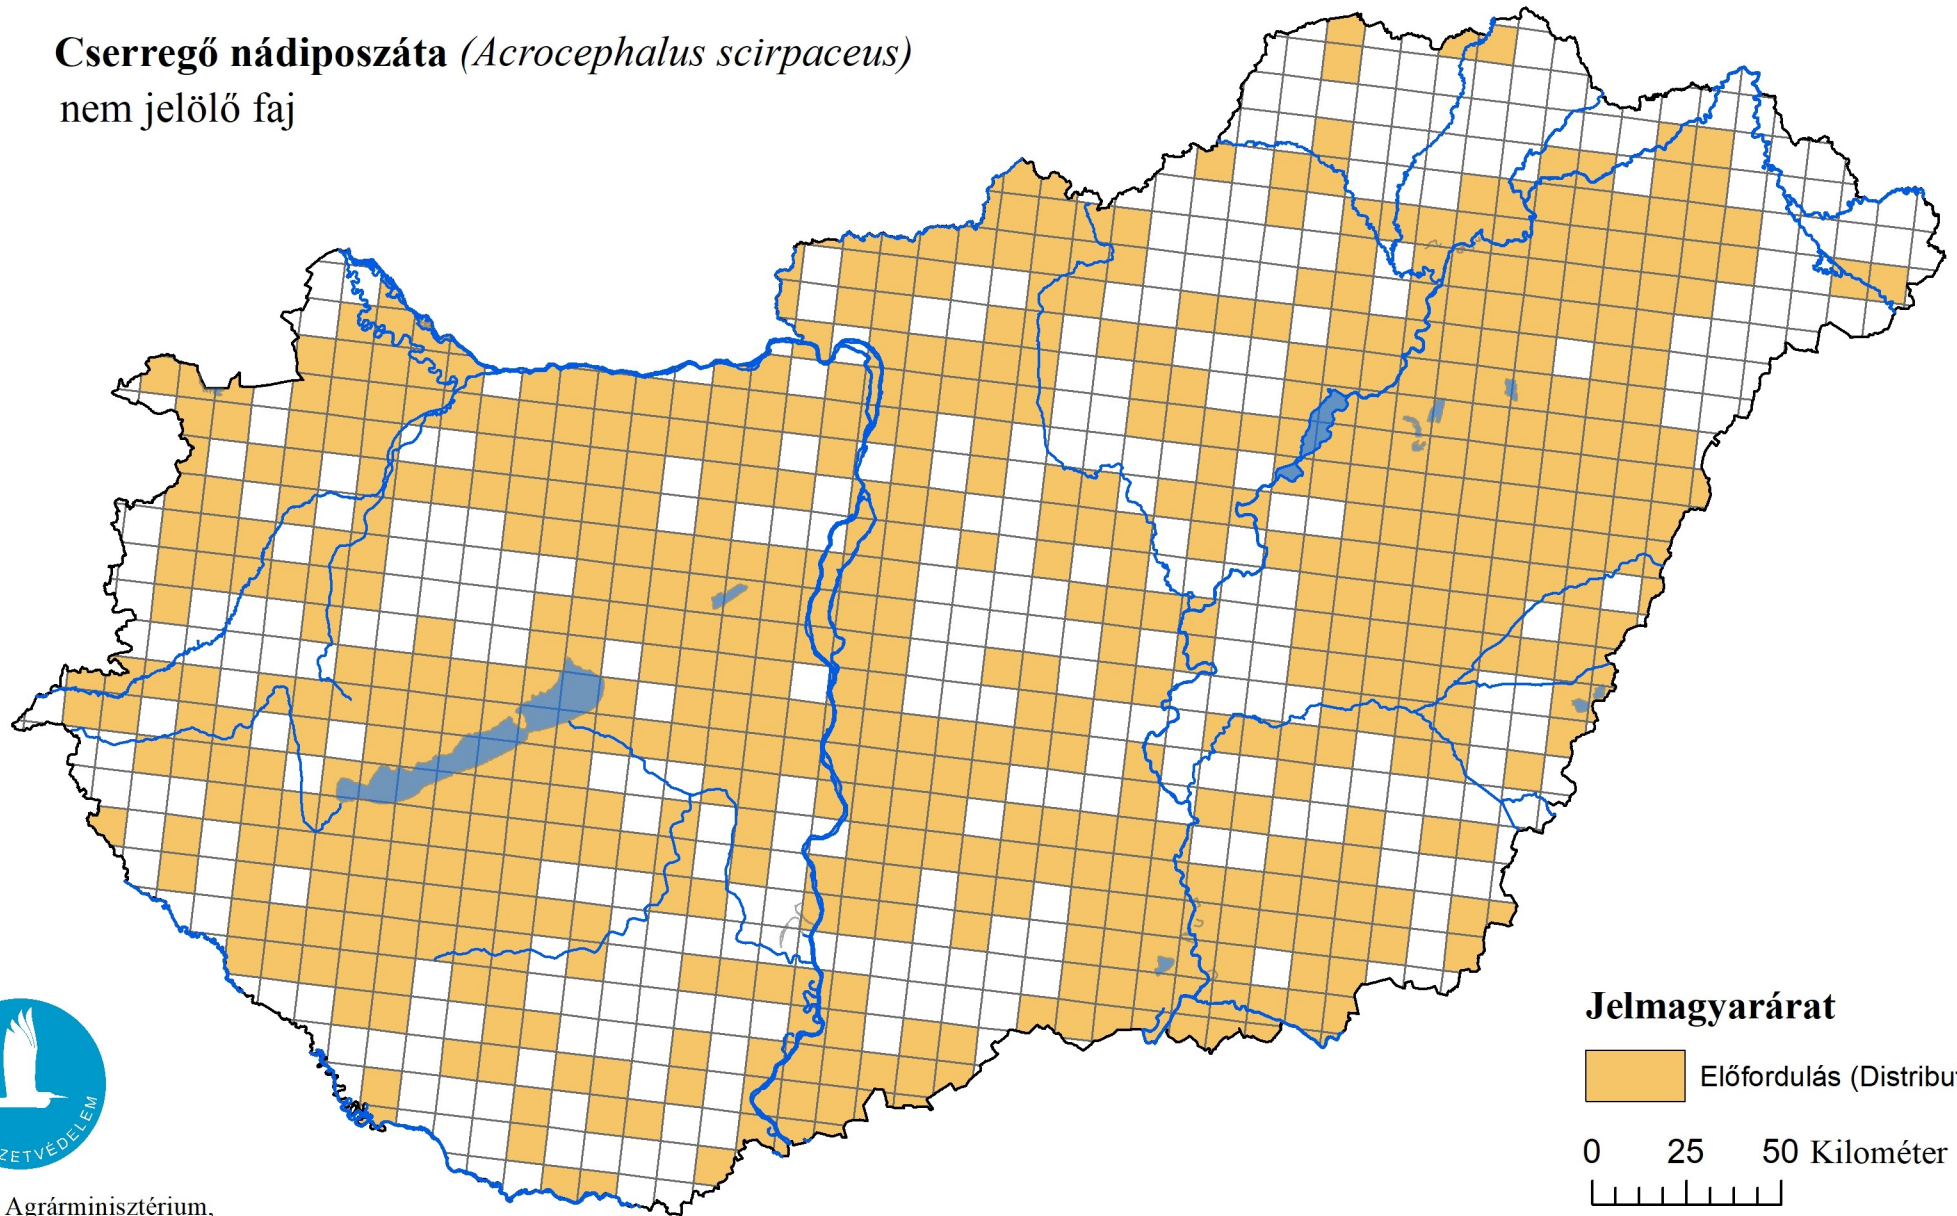 Cserregő nádiposzáta (Acrocephalus scirpaceus)
nem jelölő faj
Jelmagyarárat
Előfordulás (Distribu
0 25 50 Kilométer
ZETVÉDELEM
Agrárminisztérium,